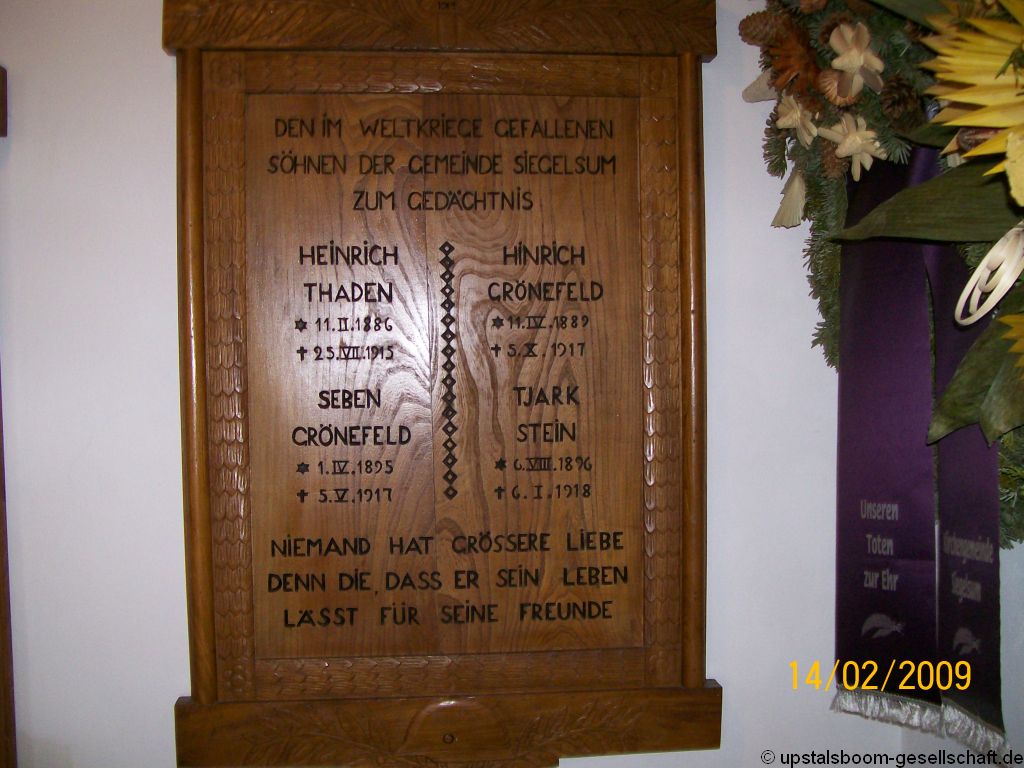 DEN IM WELTKRIEGE GEFALLENEN
SÖHNEN DER GEMEINDE SIEGELSUM
ZUM GEDÄCHTNIS
HEINRICH
THADEN
✡ 11.II.1886
✝ 25.VII.1915
HINRICH
GRÖNEFELD
✡ 11.IV.1889
✝ 5.X.1917
SEBEN
GRÖNEFELD
✡ 1.IV.1895
✝ 5.V.1917
TJARK
STEIN
✡ 6.VIII.1896
✝ 6.I.1918
NIEMAND HAT GRÖSSERE LIEBE
DENN DIE, DASS ER SEIN LEBEN
LÄSST FÜR SEINE FREUNDE
Unseren
Toten
zur Ehr
Kirchengemeinde
Siegelsum
14/02/2009
© upstalsboom-gesellschaft.de